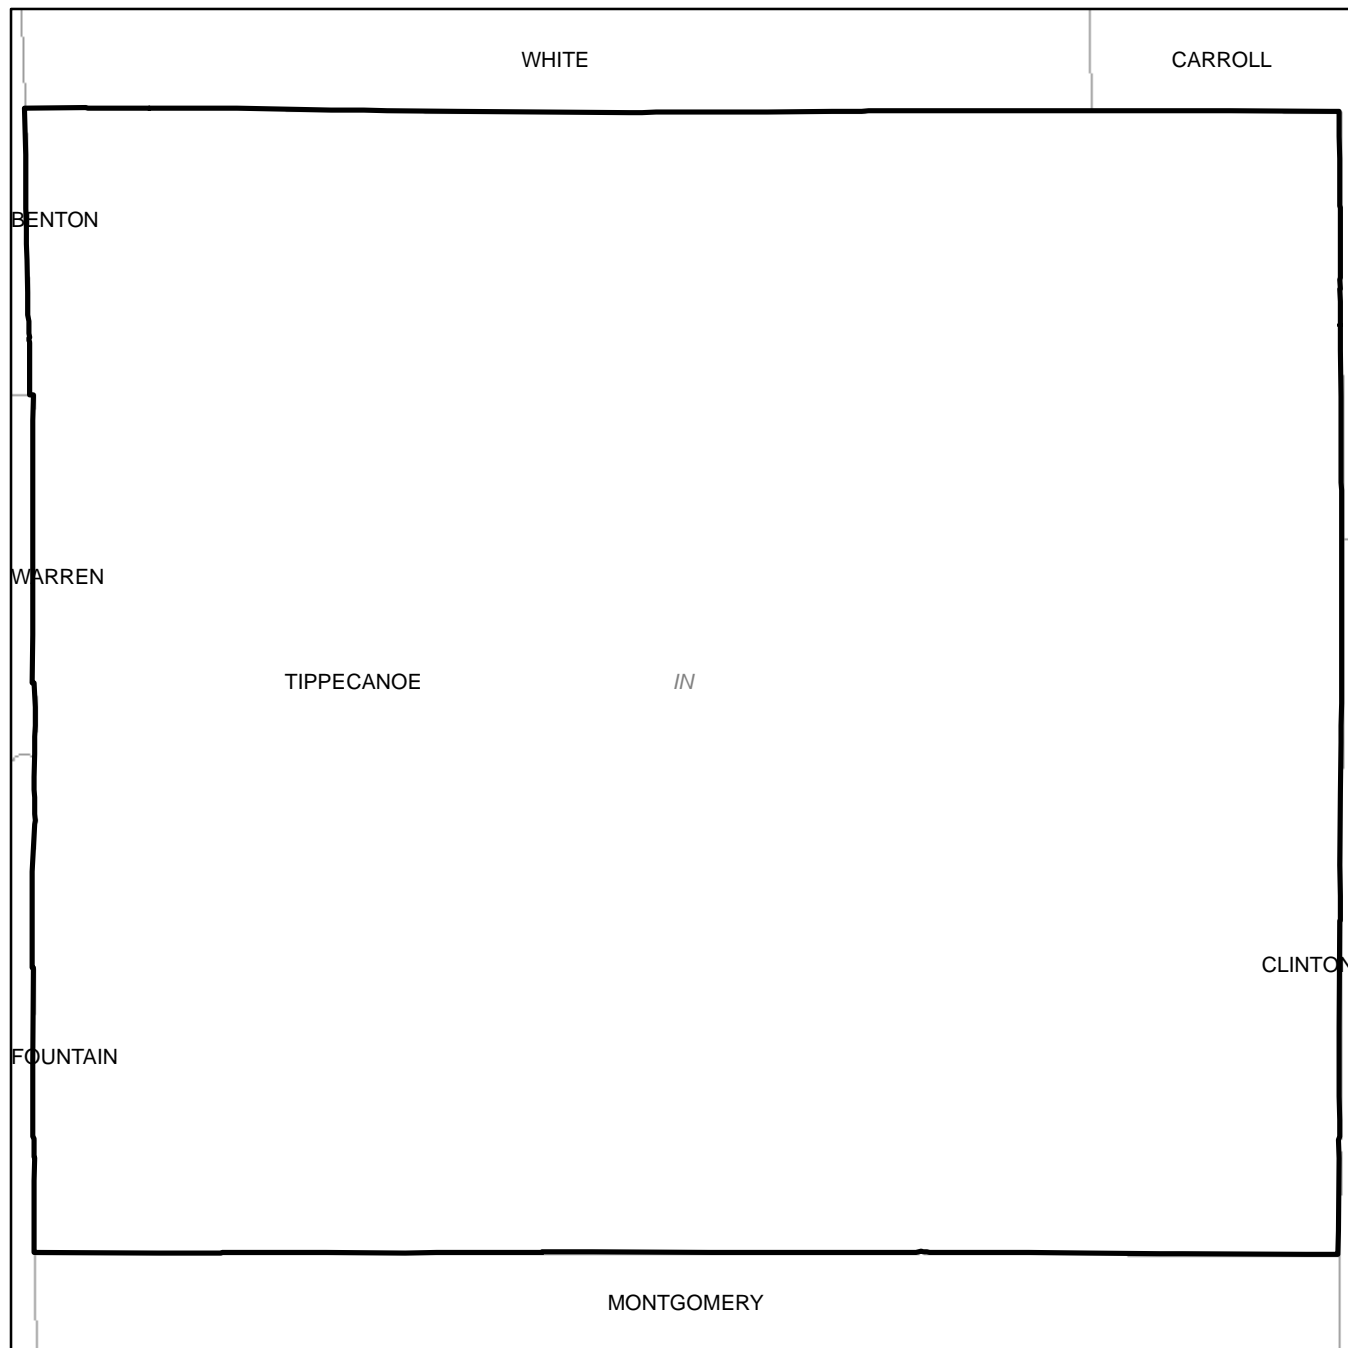 WHITE
CARROLL
BENTON
WARREN
TIPPECANOE
IN
CLINTON
FOUNTAIN
MONTGOMERY